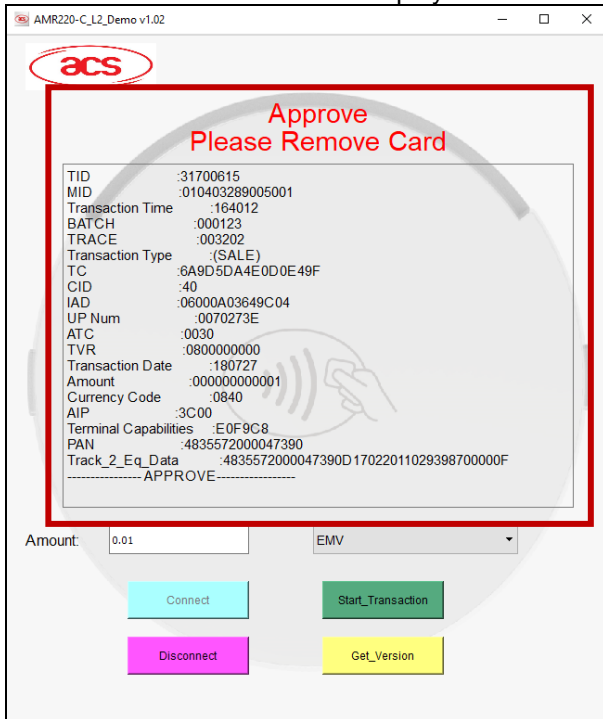 AMR220-C_L2_Demo v1.02
acs
Approve
Please Remove Card
TID :31700615
MID :010403289005001
Transaction Time :164012
BATCH :000123
TRACE :003202
Transaction Type :(SALE)
TC :6A9D5DA4E0D0E49F
CID :40
IAD :06000A03649C04
UP Num :0070273E
ATC :0030
TVR :0800000000
Transaction Date :180727
Amount :000000000001
Currency Code :0840
AIP :3C00
Terminal Capabilities :E0F9C8
PAN :4835572000047390
Track_2_Eq_Data :4835572000047390D17022011029398700000F
---------------- APPROVE-----------------
Amount: 0.01 EMV
Connect Start_Transaction
Disconnect Get_Version